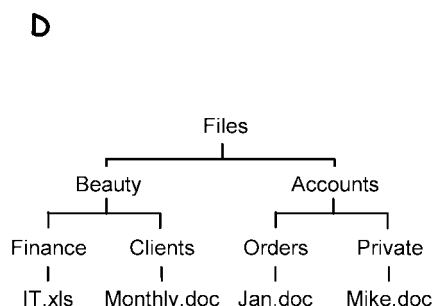 D
Files
Beauty Accounts
Finance Clients Orders Private
IT.xls Monthly.doc Jan.doc Mike.doc